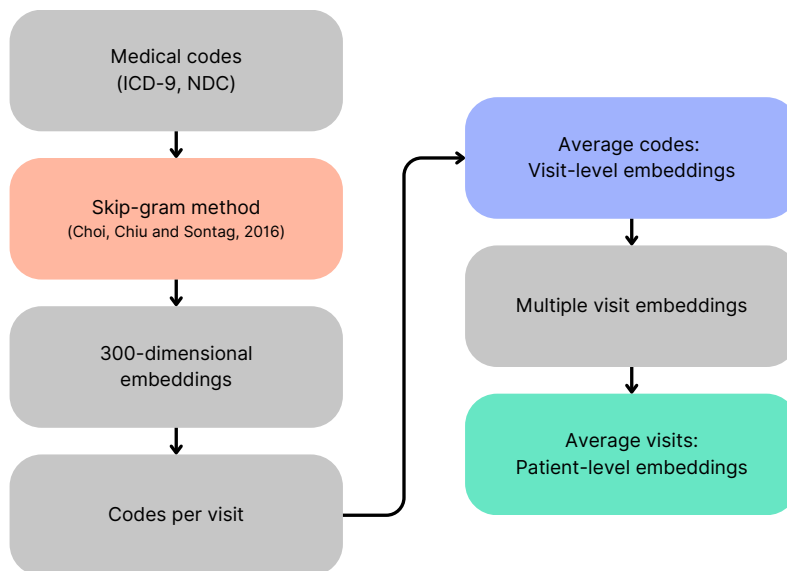 Medical codes
(ICD-9, NDC)
Skip-gram method
(Choi, Chiu and Sontag, 2016)
300-dimensional
embeddings
Codes per visit
Average codes:
Visit-level embeddings
Multiple visit embeddings
Average visits:
Patient-level embeddings